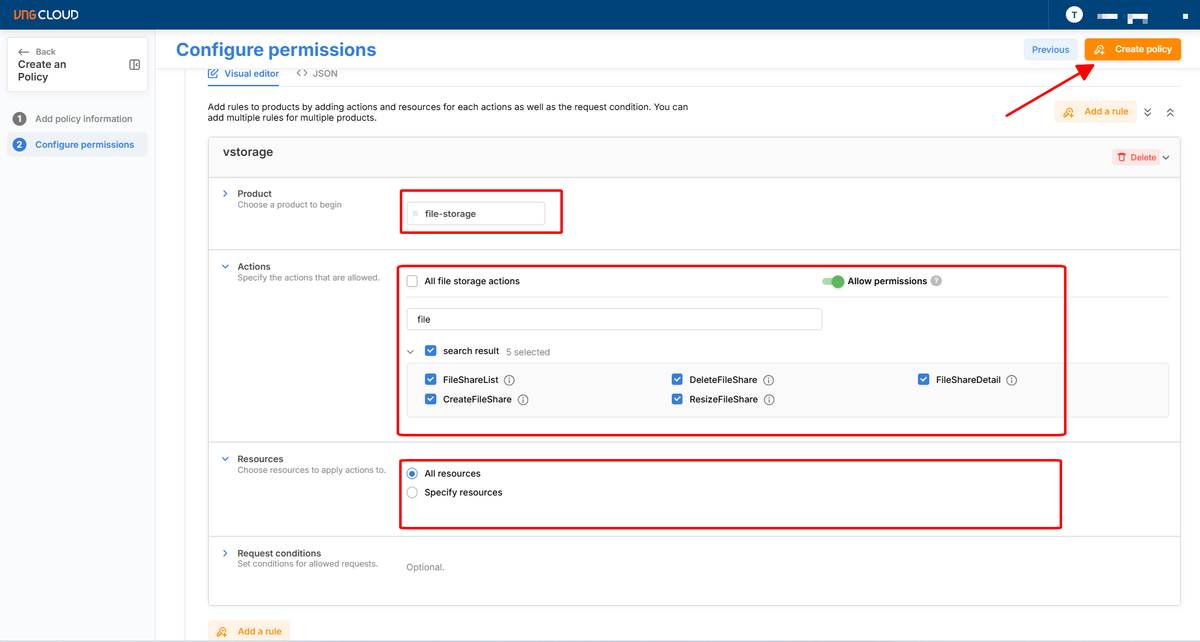 VNG CLOUD
T
Back
Create an
Policy
1 Add policy information
2 Configure permissions
Configure permissions
Previous
Create policy
Visual editor
JSON
Add rules to products by adding actions and resources for each actions as well as the request condition. You can
add multiple rules for multiple products.
Add a rule
vstorage
Delete
Product
Choose a product to begin
file-storage
Actions
Specify the actions that are allowed.
All file storage actions
Allow permissions ?
file
search result 5 selected
FileShareList
DeleteFileShare
FileShareDetail
CreateFileShare
ResizeFileShare
Resources
Choose resources to apply actions to.
All resources
Specify resources
Request conditions
Set conditions for allowed requests.
Optional.
Add a rule